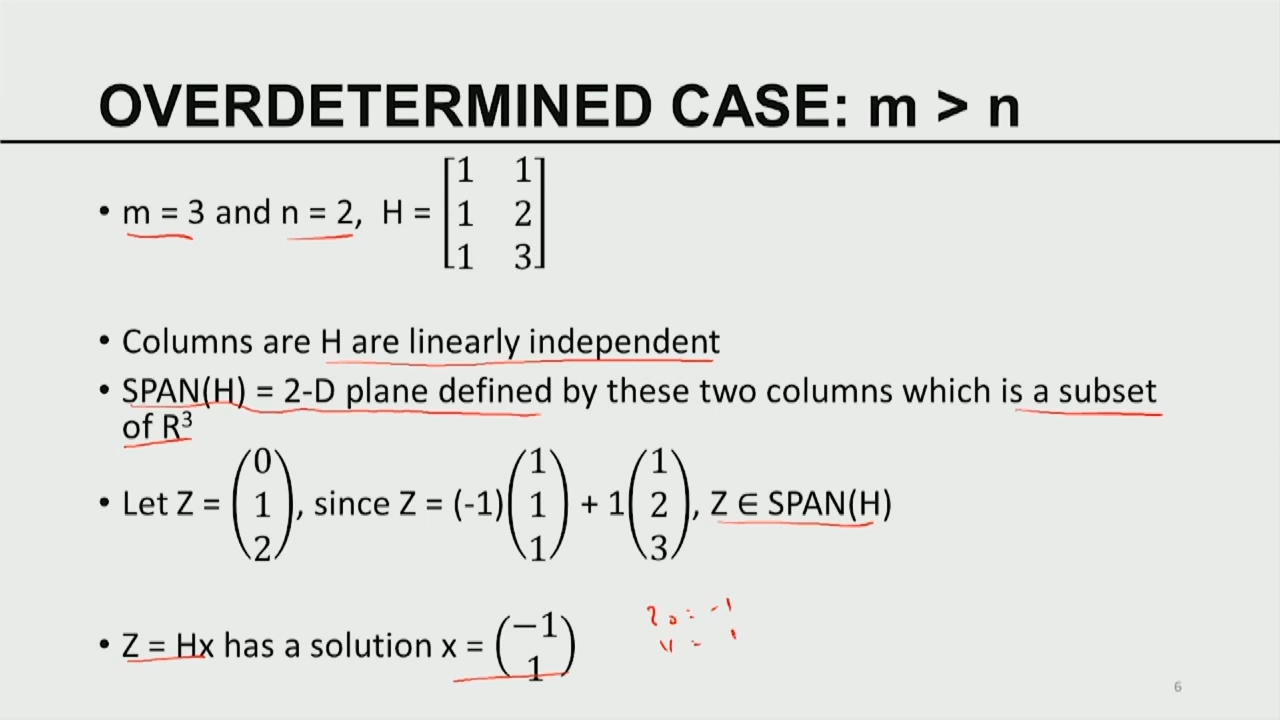 OVERDETERMINED CASE: m > n
• m = 3 and n = 2, H = [1 1; 1 2; 1 3]
• Columns are H are linearly independent
• SPAN(H) = 2-D plane defined by these two columns which is a subset
of R³
• Let Z = (0 1 2), since Z = (-1)(1 1 1) + 1(1 2 3), Z ∈ SPAN(H)
= -1
• Z = Hx has a solution x = (−1 1)
6